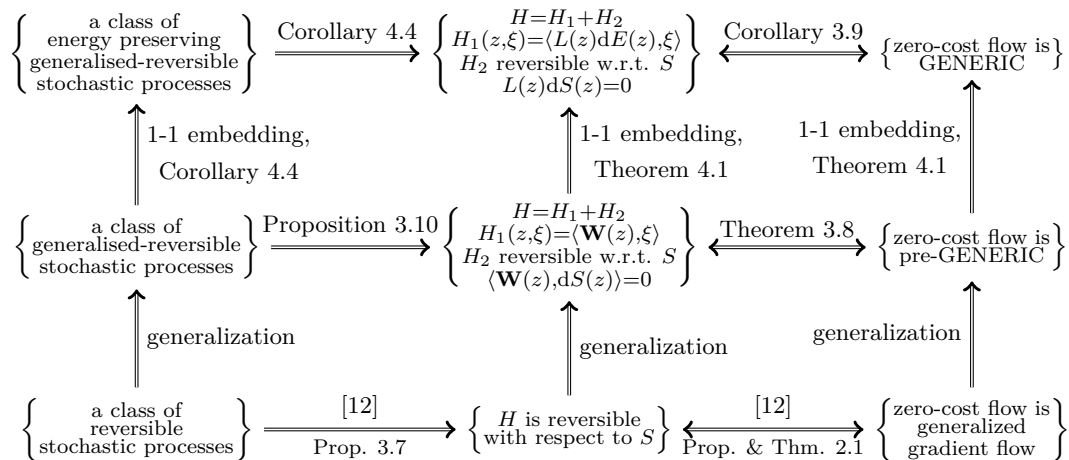 a class of
energy preserving
generalised-reversible
stochastic processes
Corollary 4.4
H=H₁+H₂
H₁(z,ξ)=⟨L(z)dE(z),ξ⟩
H₂ reversible w.r.t. S
L(z)dS(z)=0
Corollary 3.9
zero-cost flow is
GENERIC
1-1 embedding,
Corollary 4.4
1-1 embedding,
Theorem 4.1
1-1 embedding,
Theorem 4.1
a class of
generalised-reversible
stochastic processes
Proposition 3.10
H=H₁+H₂
H₁(z,ξ)=⟨W(z),ξ⟩
H₂ reversible w.r.t. S
⟨W(z),dS(z)⟩=0
Theorem 3.8
zero-cost flow is
pre-GENERIC
generalization
generalization
generalization
a class of
reversible
stochastic processes
[12]
Prop. 3.7
H is reversible
with respect to S
[12]
Prop. & Thm. 2.1
zero-cost flow is
generalized
gradient flow